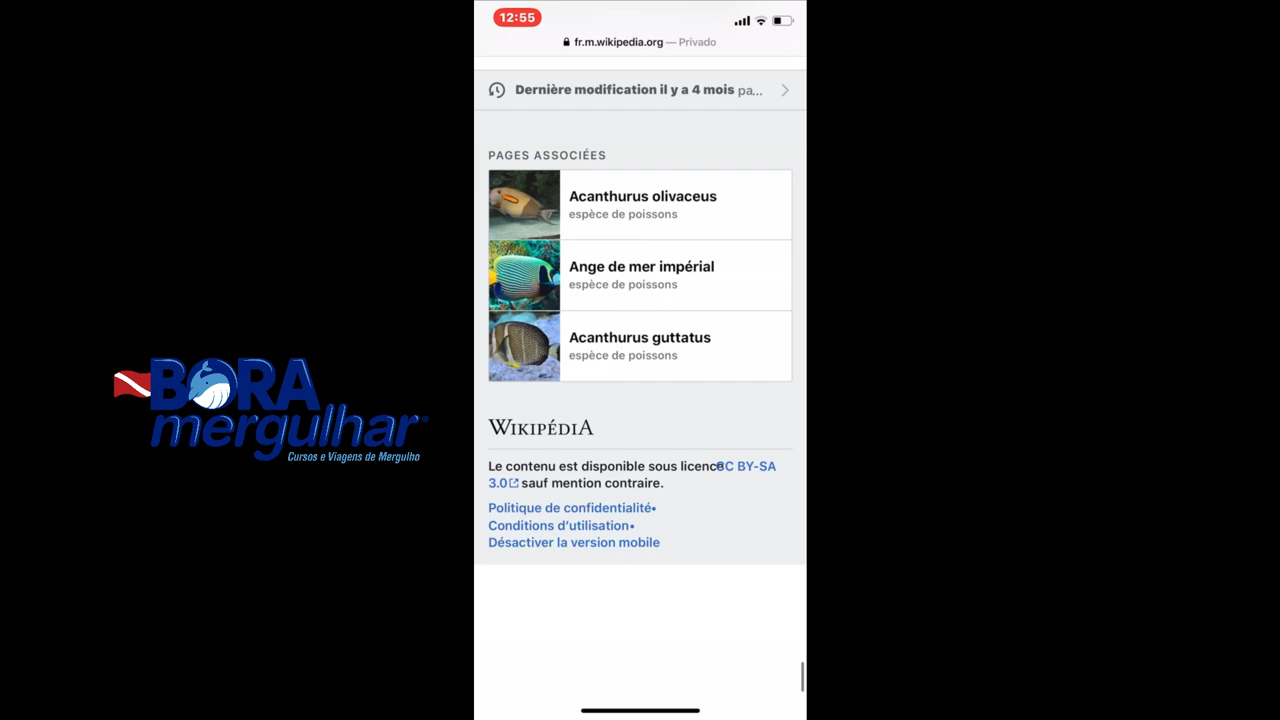 12:55
fr.m.wikipedia.org — Privado
Dernière modification il y a 4 mois pa...
PAGES ASSOCIÉES
Acanthurus olivaceus
espèce de poissons
Ange de mer impérial
espèce de poissons
Acanthurus guttatus
espèce de poissons
WIKIPÉDIA
Le contenu est disponible sous licence CC BY-SA
3.0 sauf mention contraire.
Politique de confidentialité•
Conditions d’utilisation•
Désactiver la version mobile
BORA
mergulhar
Cursos e Viagens de Mergulho